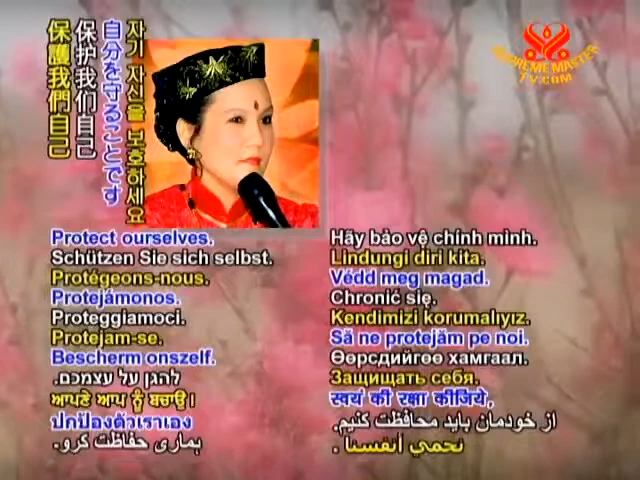 자기 자신을 보호하세요
自分を守ることです
保护我们自己
保護我們自己
SUPREME MASTER
TV.COM
Protect ourselves.
Schützen Sie sich selbst.
Protégeons-nous.
Protejámonos.
Proteggiamoci.
Protejam-se.
Bescherm onszelf.
להגן על עצמכם.
ਆਪਣੇ ਆਪ ਨੂੰ ਬਚਾਉ।
ปกป้องตัวเราเอง
ہماری حفاظت کرو.
Hãy bảo vệ chính mình.
Lindungi diri kita.
Védd meg magad.
Chronić się.
Kendimizi korumalıyız.
Să ne protejăm pe noi.
Өөрсдийгөө хамгаал.
Защищать себя.
स्वयं की रक्षा कीजिये,
از خودمان باید محافظت کنیم.
نحمي أنفسنا .